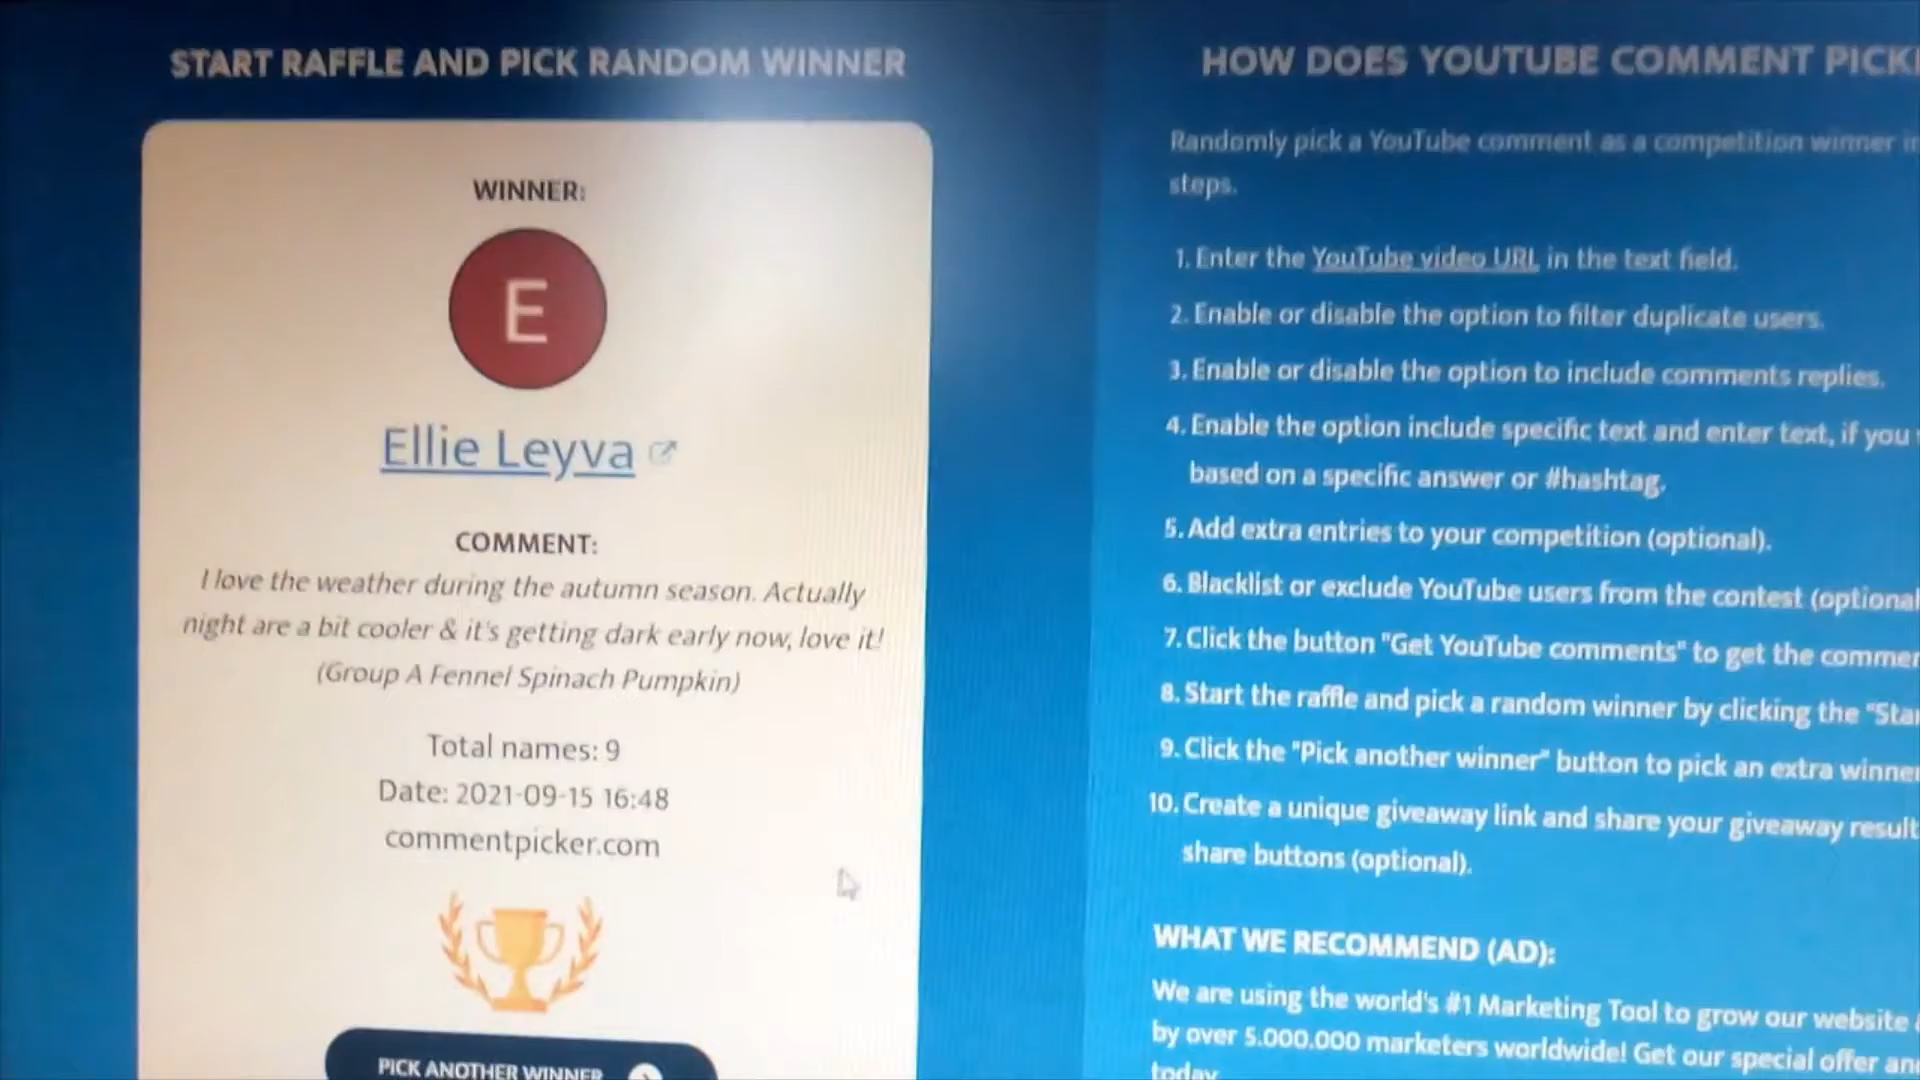 START RAFFLE AND PICK RANDOM WINNER
WINNER:
E
Ellie Leyva
COMMENT:
I love the weather during the autumn season. Actually
night are a bit cooler & it's getting dark early now, love it!
(Group A Fennel Spinach Pumpkin)
Total names: 9
Date: 2021-09-15 16:48
commentpicker.com
PICK ANOTHER WINNER
HOW DOES YOUTUBE COMMENT
Randomly pick a YouTube comment as a competition winner
steps.
1. Enter the YouTube video URL in the text field.
2. Enable or disable the option to filter duplicate users.
3. Enable or disable the option to include comments replies.
4. Enable the option include specific text and enter text, if you
based on a specific answer or #hashtag.
5. Add extra entries to your competition (optional).
6. Blacklist or exclude YouTube users from the contest (optional
7. Click the button "Get YouTube comments" to get the
8. Start the raffle and pick a random winner by clicking the
9. Click the "Pick another winner" button to pick an extra
10. Create a unique giveaway link and share your giveaway
share buttons (optional).
WHAT WE RECOMMEND (AD):
We are using the world's #1 Marketing Tool to grow our website
by over 5.000.000 marketers worldwide! Get our special offer
today